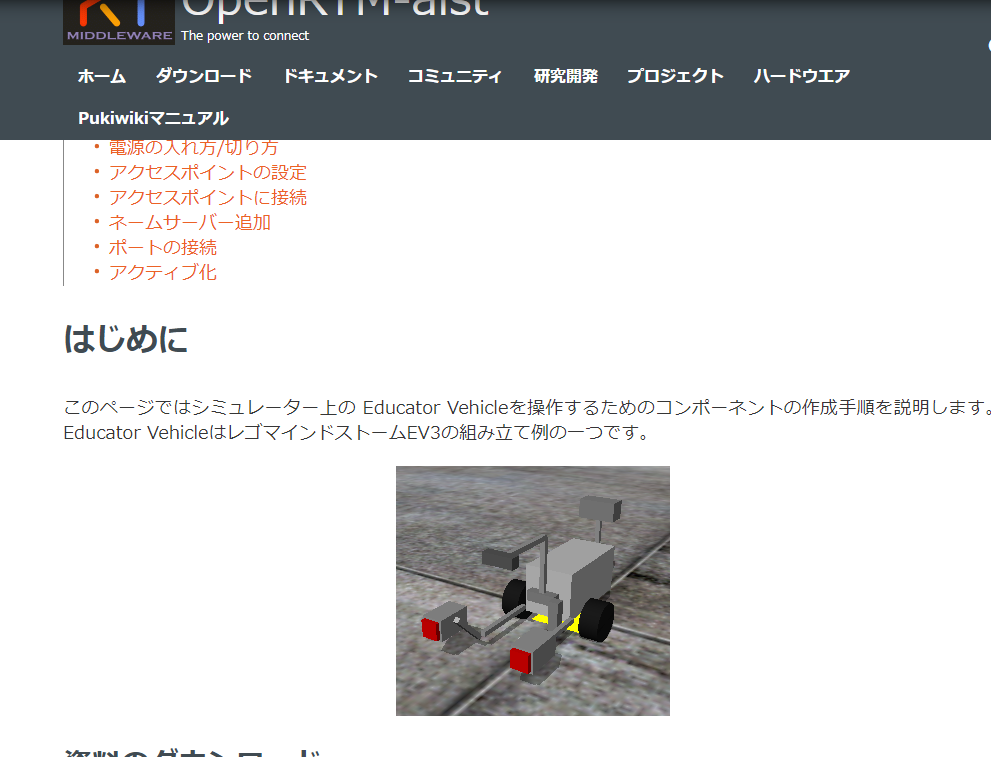 OpenRTM-aist
MIDDLEWARE
The power to connect
ホーム ダウンロード ドキュメント コミュニティ 研究開発 プロジェクト ハードウエア
Pukiwikiマニュアル
・電源の入れ方/切り方
・アクセスポイントの設定
・アクセスポイントに接続
・ネームサーバー追加
・ポートの接続
・アクティブ化
はじめに
このページではシミュレーター上の Educator Vehicleを操作するためのコンポーネントの作成手順を説明します。
Educator VehicleはレゴマインドストームEV3の組み立て例の一つです。
資料のダウンロード